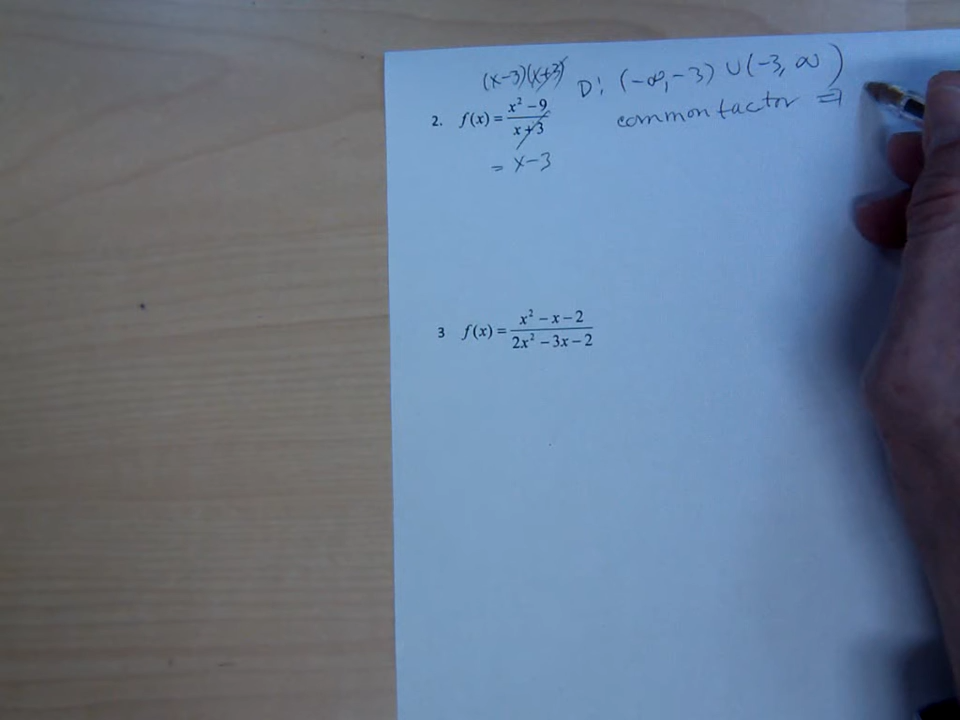 (x-3)(x+3) D: (-∞,-3) ∪ (-3, ∞)
2. f(x) = x² - 9 / x + 3 common factor ⇒
= x-3
3 f(x) = x² - x - 2 / 2x² - 3x - 2